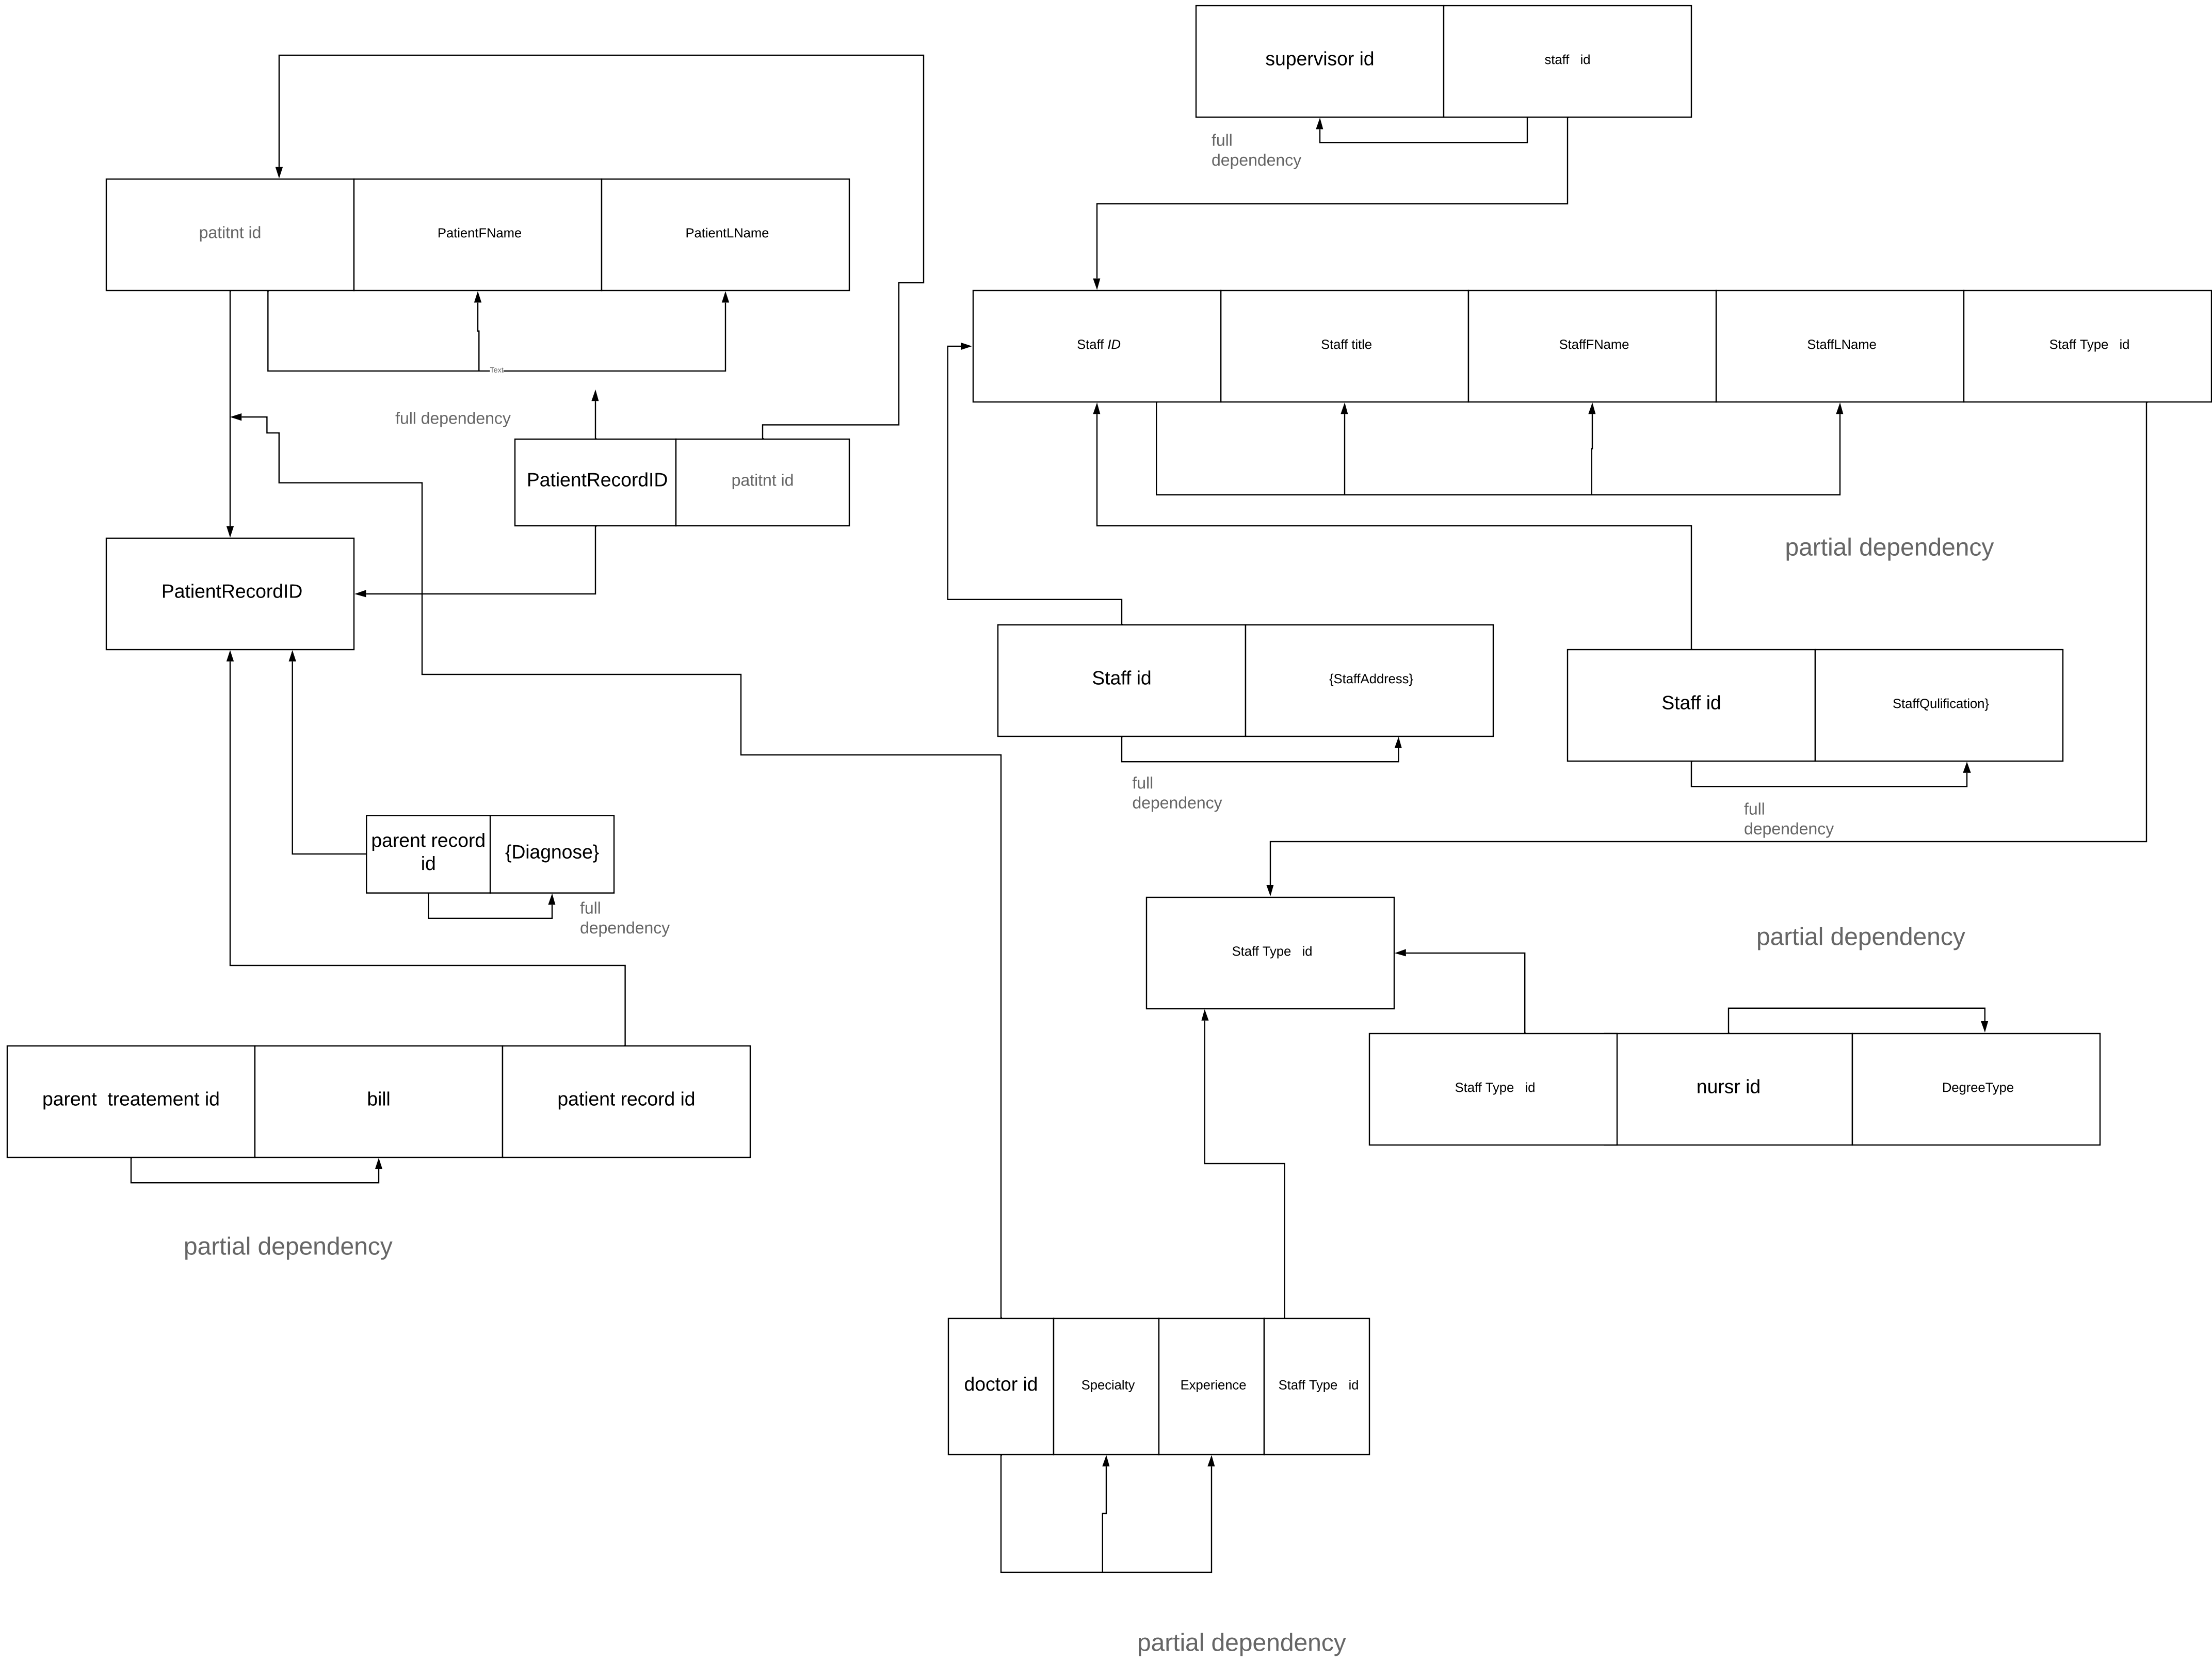 supervisor id
staff id
full
dependency
patitnt id
PatientFName
PatientLName
Text
full dependency
Staff ID
Staff title
StaffFName
StaffLName
Staff Type id
PatientRecordID
patitnt id
partial dependency
PatientRecordID
Staff id
{StaffAddress}
full
dependency
Staff id
StaffQulification}
full
dependency
parent record
id
{Diagnose}
full
dependency
Staff Type id
partial dependency
parent treatement id
bill
patient record id
partial dependency
Staff Type id
nursr id
DegreeType
doctor id
Specialty
Experience
Staff Type id
partial dependency